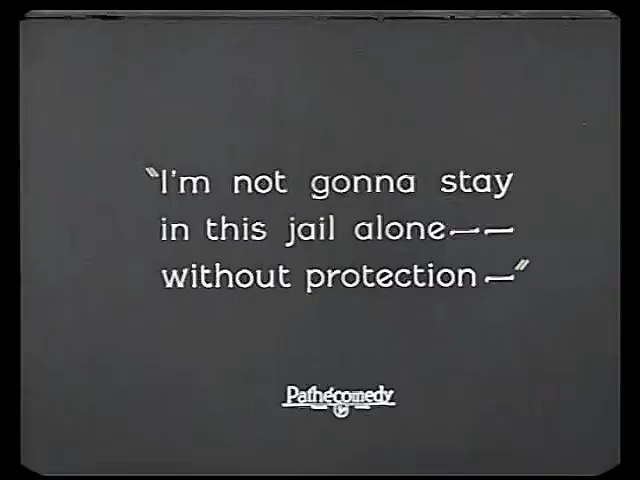 "I'm not gonna stay
in this jail alone——
without protection—"
Pathécomedy